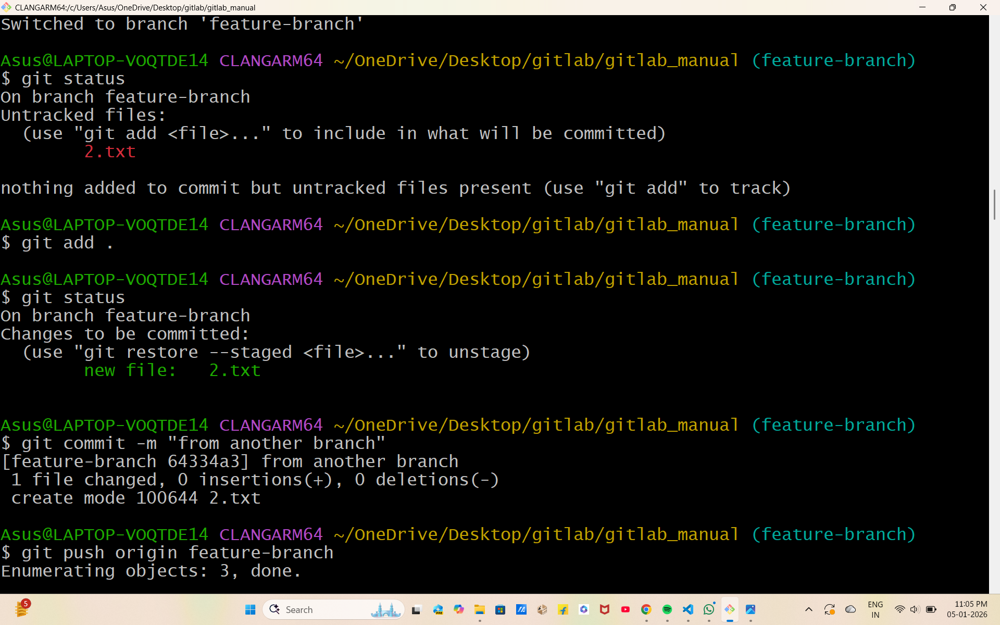 CLANGARM64:/c/Users/Asus/OneDrive/Desktop/gitlab/gitlab_manual
Switched to branch 'feature-branch'
Asus@LAPTOP-VOQTDE14 CLANGARM64 ~/OneDrive/Desktop/gitlab/gitlab_manual (feature-branch)
$ git status
On branch feature-branch
Untracked files:
  (use "git add <file>..." to include in what will be committed)
        2.txt
nothing added to commit but untracked files present (use "git add" to track)
Asus@LAPTOP-VOQTDE14 CLANGARM64 ~/OneDrive/Desktop/gitlab/gitlab_manual (feature-branch)
$ git add .
Asus@LAPTOP-VOQTDE14 CLANGARM64 ~/OneDrive/Desktop/gitlab/gitlab_manual (feature-branch)
$ git status
On branch feature-branch
Changes to be committed:
  (use "git restore --staged <file>..." to unstage)
        new file:   2.txt
Asus@LAPTOP-VOQTDE14 CLANGARM64 ~/OneDrive/Desktop/gitlab/gitlab_manual (feature-branch)
$ git commit -m "from another branch"
[feature-branch 64334a3] from another branch
 1 file changed, 0 insertions(+), 0 deletions(-)
 create mode 100644 2.txt
Asus@LAPTOP-VOQTDE14 CLANGARM64 ~/OneDrive/Desktop/gitlab/gitlab_manual (feature-branch)
$ git push origin feature-branch
Enumerating objects: 3, done.
5
Search
PRE
ENG
IN
11:05 PM
05-01-2026